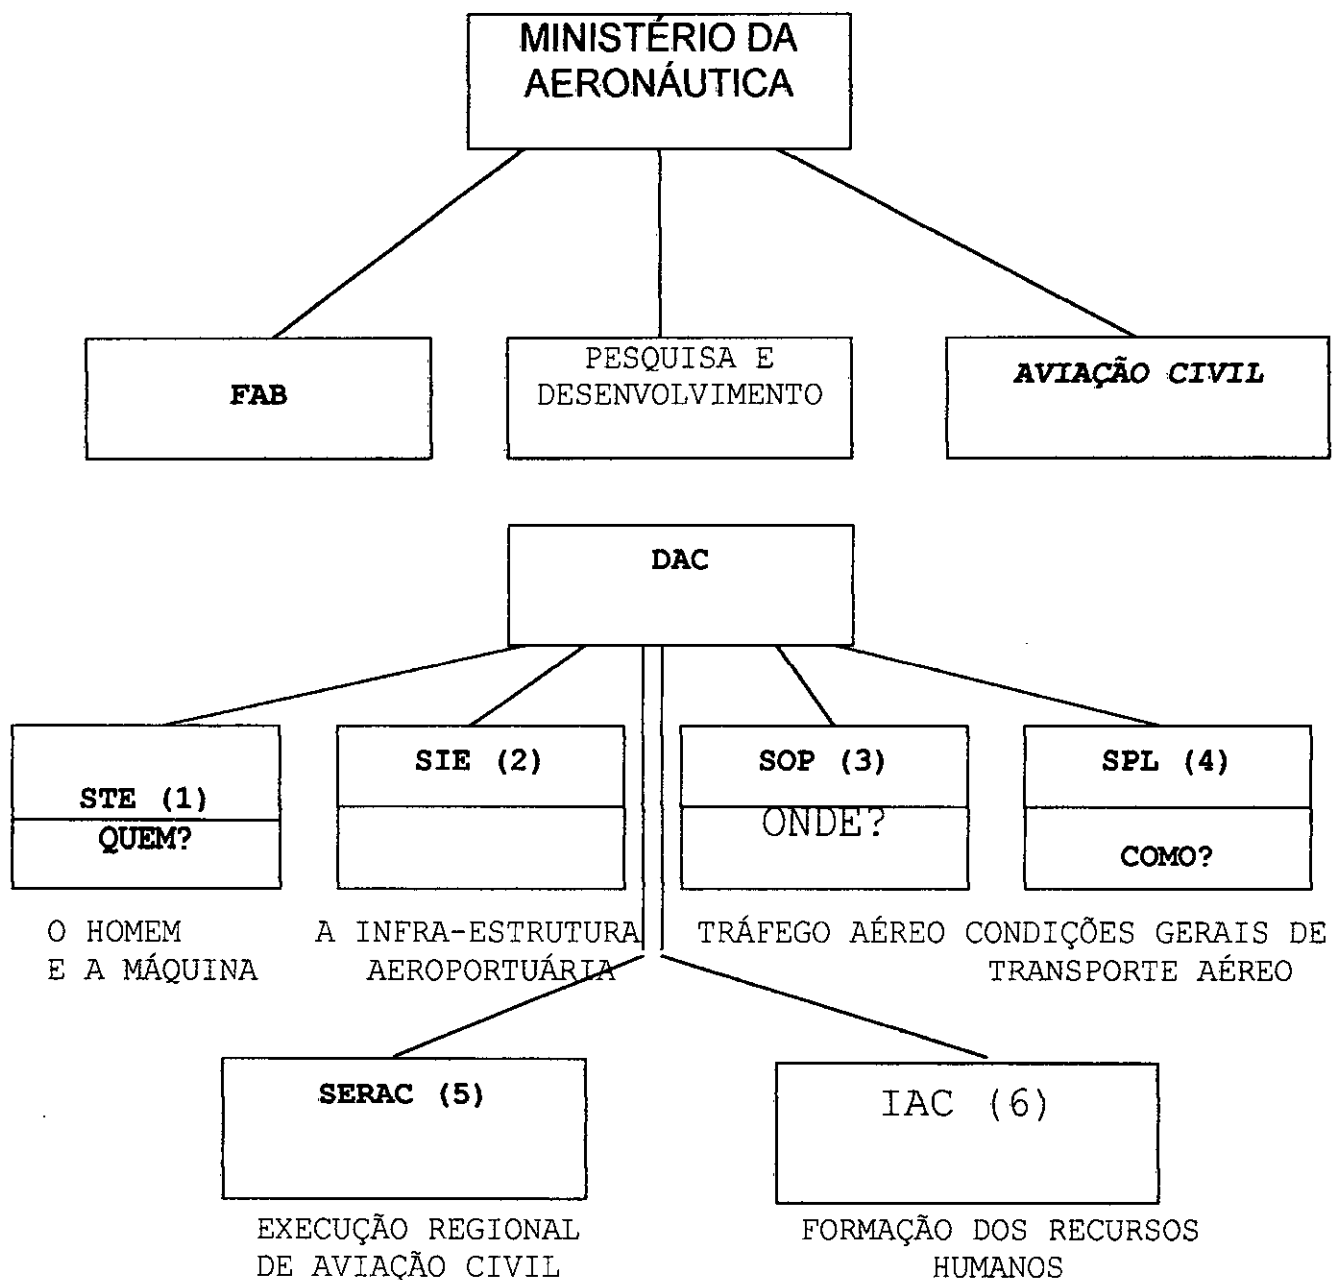 MINISTÉRIO DA
AERONÁUTICA
FAB
PESQUISA E
DESENVOLVIMENTO
AVIAÇÃO CIVIL
DAC
STE (1)
QUEM?
SIE (2)
SOP (3)
ONDE?
SPL (4)
COMO?
O HOMEM
E A MÁQUINA
A INFRA-ESTRUTURA
AEROPORTUÁRIA
TRÁFEGO AÉREO
CONDIÇÕES GERAIS DE
TRANSPORTE AÉREO
SERAC (5)
IAC (6)
EXECUÇÃO REGIONAL
DE AVIAÇÃO CIVIL
FORMAÇÃO DOS RECURSOS
HUMANOS